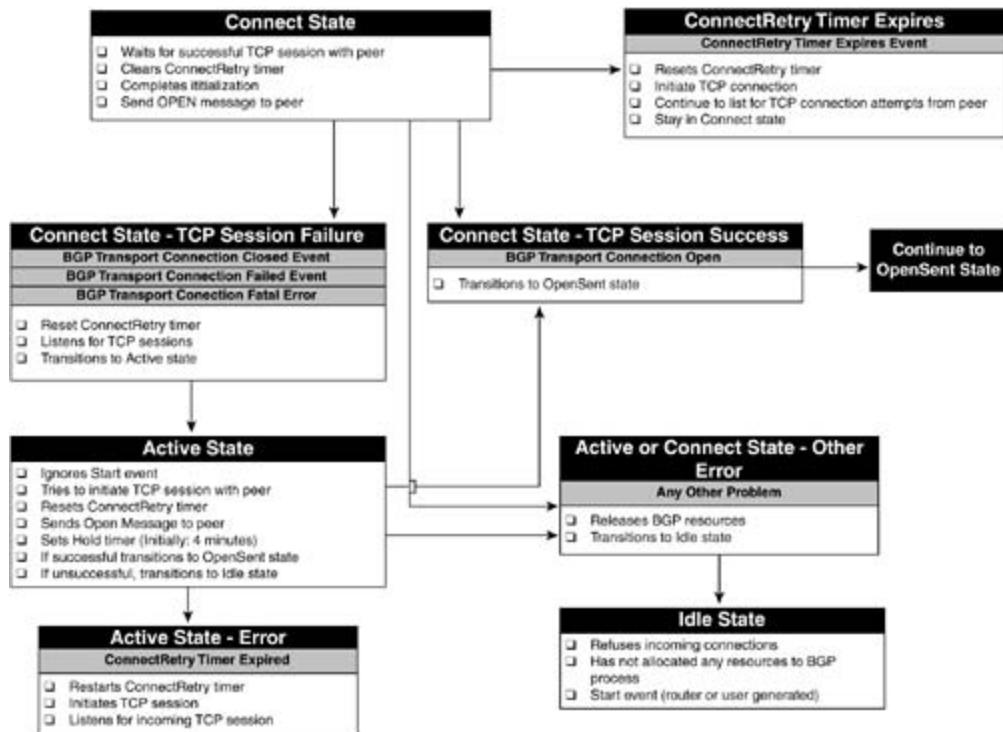 Connect State
Waits for successful TCP session with peer
Clears ConnectRetry timer
Completes ititialization
Send OPEN message to peer
ConnectRetry Timer Expires
ConnectRetry Timer Expires Event
Resets ConnectRetry timer
Initiate TCP connection
Continue to list for TCP connection attempts from peer
Stay in Connect state
Connect State - TCP Session Failure
BGP Transport Connection Closed Event
BGP Transport Connection Failed Event
BGP Transport Conection Fatal Error
Reset ConnectRetry timer
Listens for TCP sessions
Transitions to Active state
Connect State - TCP Session Success
BGP Transport Connection Open
Transitions to OpenSent state
Continue to
OpenSent State
Active State
Ignores Start event
Tries to initiate TCP session with peer
Resets ConnectRetry timer
Sends Open Message to peer
Sets Hold timer (Initially: 4 minutes)
If successful transitions to OpenSent state
If unsuccessful, transitions to Idle state
Active or Connect State - Other
Error
Any Other Problem
Releases BGP resources
Transitions to Idle state
Active State - Error
ConnectRetry Timer Expired
Restarts ConnectRetry timer
Initiates TCP session
Listens for incoming TCP session
Idle State
Refuses incoming connections
Has not allocated any resources to BGP
process
Start event (router or user generated)